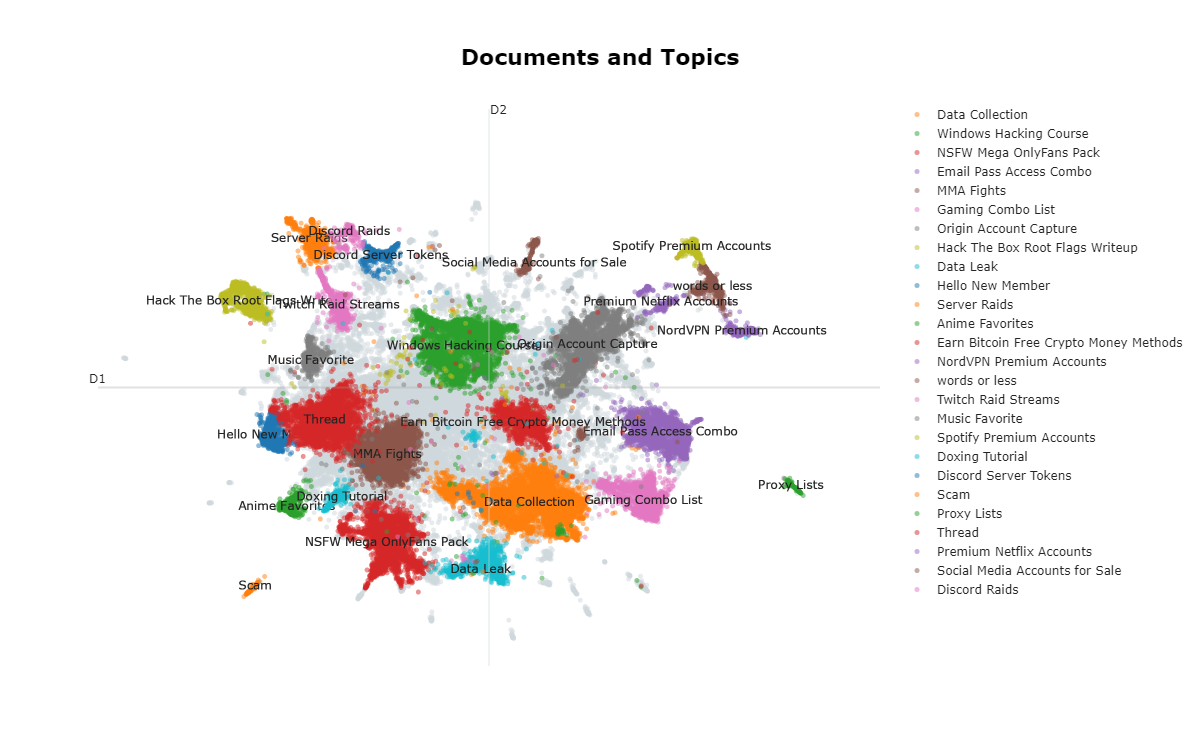 Documents and Topics
D2
D1
Discord Raids
Server Raids
Discord Server Tokens
Social Media Accounts for Sale
Spotify Premium Accounts
words or less
Hack The Box Root Flags Wr
Twitch Raid Streams
Premium Netflix Accounts
NordVPN Premium Accounts
Windows Hacking Course
Origin Account Capture
Music Favorite
Thread
Earn Bitcoin Free Crypto Money Methods
Hello New M
Email Pass Access Combo
MMA Fights
Proxy Lists
Doxing Tutorial
Anime Favorites
Data Collection
Gaming Combo List
NSFW Mega OnlyFans Pack
Data Leak
Scam
Data Collection
Windows Hacking Course
NSFW Mega OnlyFans Pack
Email Pass Access Combo
MMA Fights
Gaming Combo List
Origin Account Capture
Hack The Box Root Flags Writeup
Data Leak
Hello New Member
Server Raids
Anime Favorites
Earn Bitcoin Free Crypto Money Methods
NordVPN Premium Accounts
words or less
Twitch Raid Streams
Music Favorite
Spotify Premium Accounts
Doxing Tutorial
Discord Server Tokens
Scam
Proxy Lists
Thread
Premium Netflix Accounts
Social Media Accounts for Sale
Discord Raids